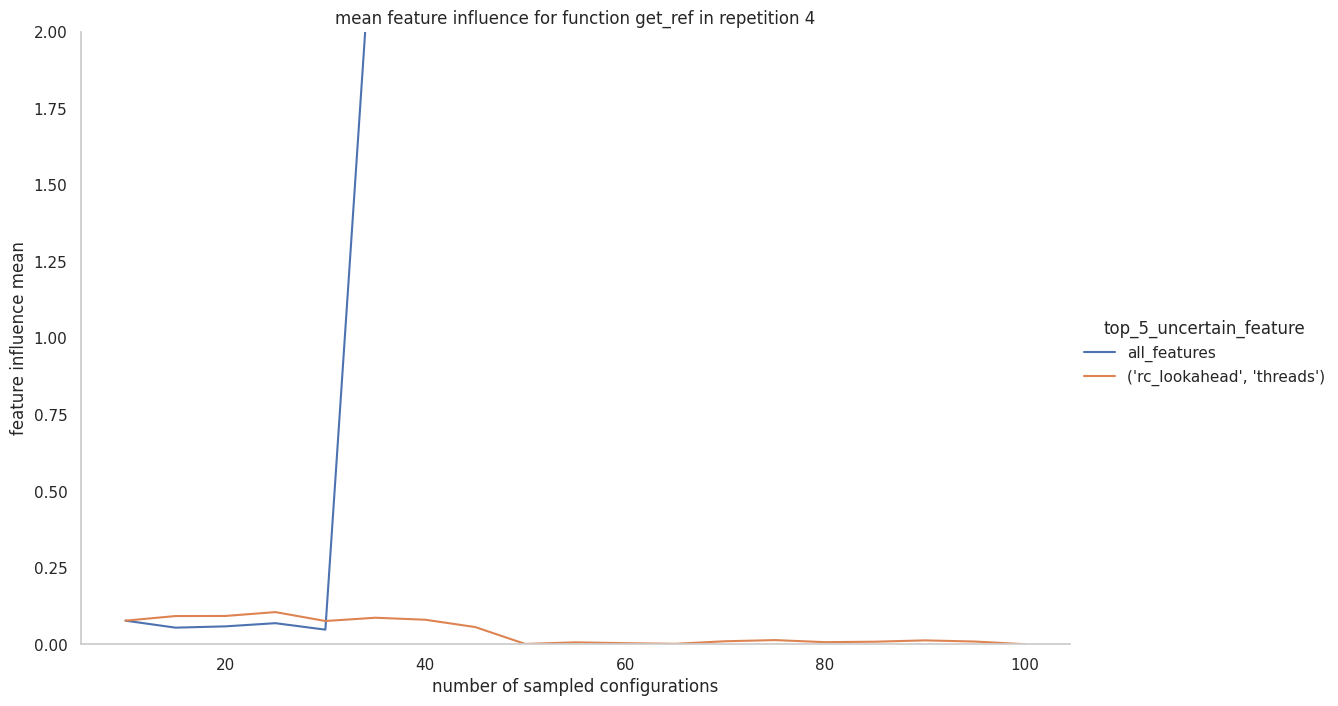 mean feature influence for function get_ref in repetition 4
2.00
1.75
1.50
1.25
1.00
0.75
0.50
0.25
0.00
feature influence mean
20
40
60
80
100
number of sampled configurations
top_5_uncertain_feature
all_features
('rc_lookahead', 'threads')